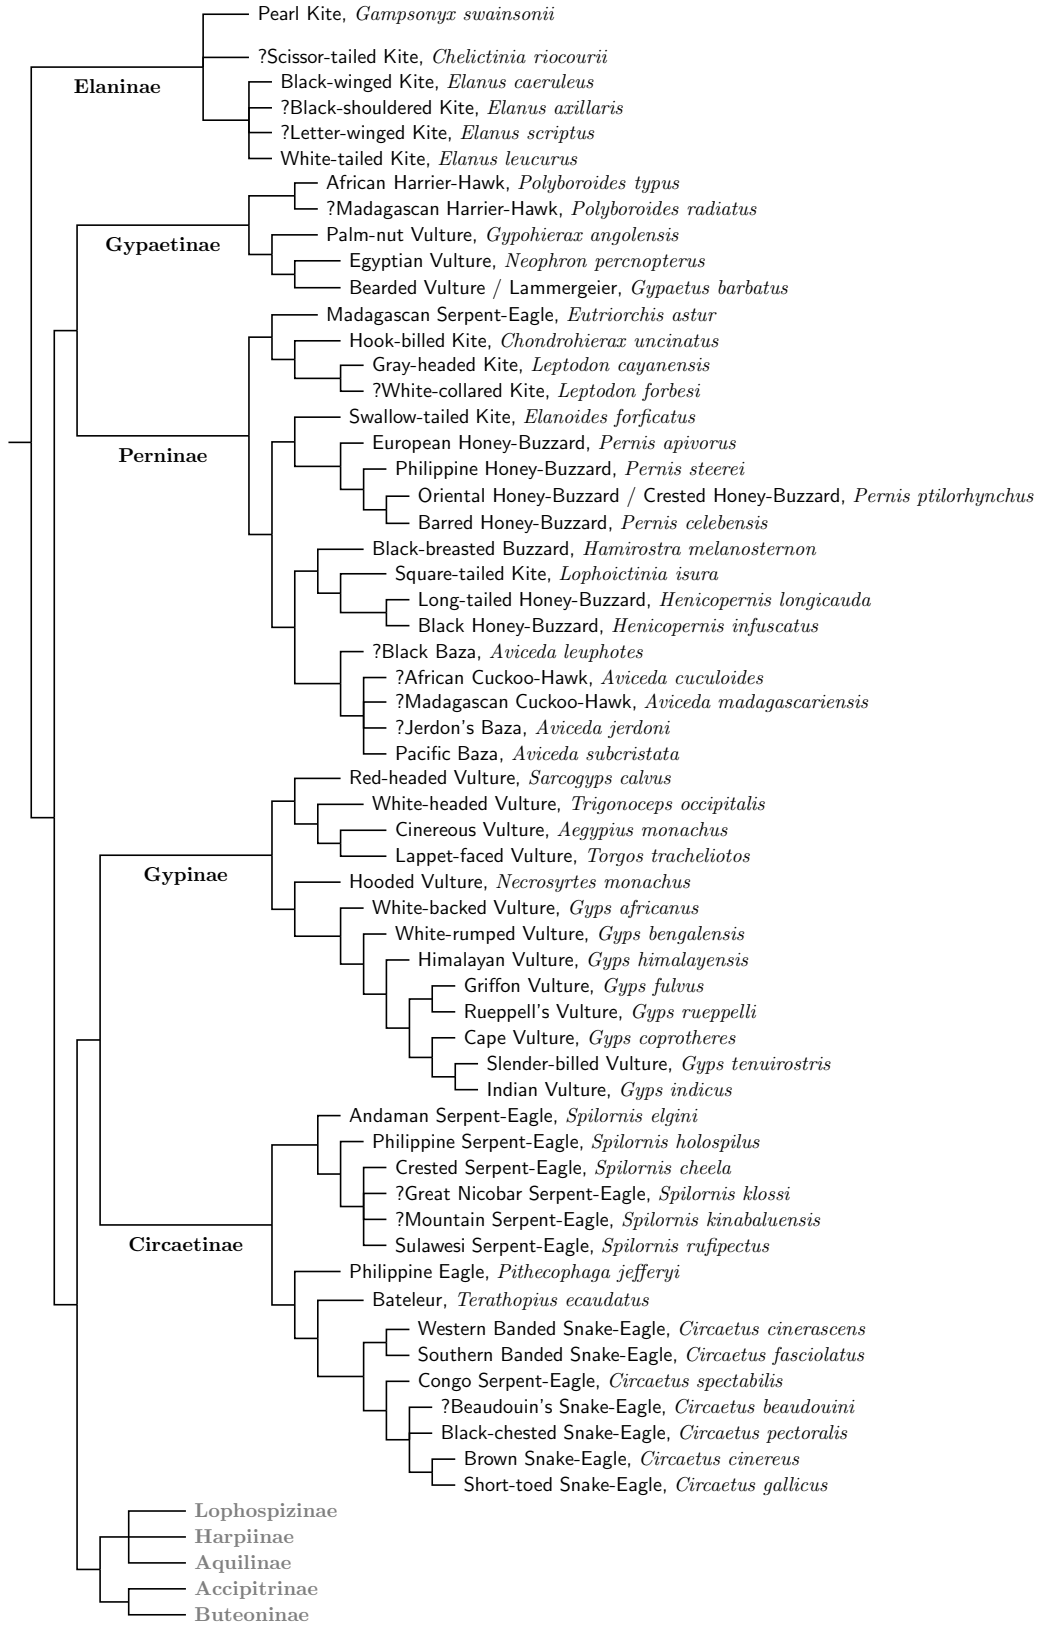 Pearl Kite, Gampsonyx swainsonii
?Scissor-tailed Kite, Chelictinia riocourii
Elaninae
Black-winged Kite, Elanus caeruleus
?Black-shouldered Kite, Elanus axillaris
?Letter-winged Kite, Elanus scriptus
White-tailed Kite, Elanus leucurus
African Harrier-Hawk, Polyboroides typus
?Madagascan Harrier-Hawk, Polyboroides radiatus
Gypaetinae
Palm-nut Vulture, Gypohierax angolensis
Egyptian Vulture, Neophron percnopterus
Bearded Vulture / Lammergeier, Gypaetus barbatus
Madagascan Serpent-Eagle, Eutriorchis astur
Hook-billed Kite, Chondrohierax uncinatus
Gray-headed Kite, Leptodon cayanensis
?White-collared Kite, Leptodon forbesi
Swallow-tailed Kite, Elanoides forficatus
European Honey-Buzzard, Pernis apivorus
Perninae
Philippine Honey-Buzzard, Pernis steerei
Oriental Honey-Buzzard / Crested Honey-Buzzard, Pernis ptilorhynchus
Barred Honey-Buzzard, Pernis celebensis
Black-breasted Buzzard, Hamirostra melanosternon
Square-tailed Kite, Lophoictinia isura
Long-tailed Honey-Buzzard, Henicopernis longicauda
Black Honey-Buzzard, Henicopernis infuscatus
?Black Baza, Aviceda leuphotes
?African Cuckoo-Hawk, Aviceda cuculoides
?Madagascan Cuckoo-Hawk, Aviceda madagascariensis
?Jerdon's Baza, Aviceda jerdoni
Pacific Baza, Aviceda subcristata
Red-headed Vulture, Sarcogyps calvus
White-headed Vulture, Trigonoceps occipitalis
Cinereous Vulture, Aegypius monachus
Lappet-faced Vulture, Torgos tracheliotos
Gypinae
Hooded Vulture, Necrosyrtes monachus
White-backed Vulture, Gyps africanus
White-rumped Vulture, Gyps bengalensis
Himalayan Vulture, Gyps himalayensis
Griffon Vulture, Gyps fulvus
Rueppell's Vulture, Gyps rueppelli
Cape Vulture, Gyps coprotheres
Slender-billed Vulture, Gyps tenuirostris
Indian Vulture, Gyps indicus
Andaman Serpent-Eagle, Spilornis elgini
Philippine Serpent-Eagle, Spilornis holospilus
Crested Serpent-Eagle, Spilornis cheela
?Great Nicobar Serpent-Eagle, Spilornis klossi
?Mountain Serpent-Eagle, Spilornis kinabaluensis
Circaetinae
Sulawesi Serpent-Eagle, Spilornis rufipectus
Philippine Eagle, Pithecophaga jefferyi
Bateleur, Terathopius ecaudatus
Western Banded Snake-Eagle, Circaetus cinerascens
Southern Banded Snake-Eagle, Circaetus fasciolatus
Congo Serpent-Eagle, Circaetus spectabilis
?Beaudouin's Snake-Eagle, Circaetus beaudouini
Black-chested Snake-Eagle, Circaetus pectoralis
Brown Snake-Eagle, Circaetus cinereus
Short-toed Snake-Eagle, Circaetus gallicus
Lophospizinae
Harpiinae
Aquilinae
Accipitrinae
Buteoninae